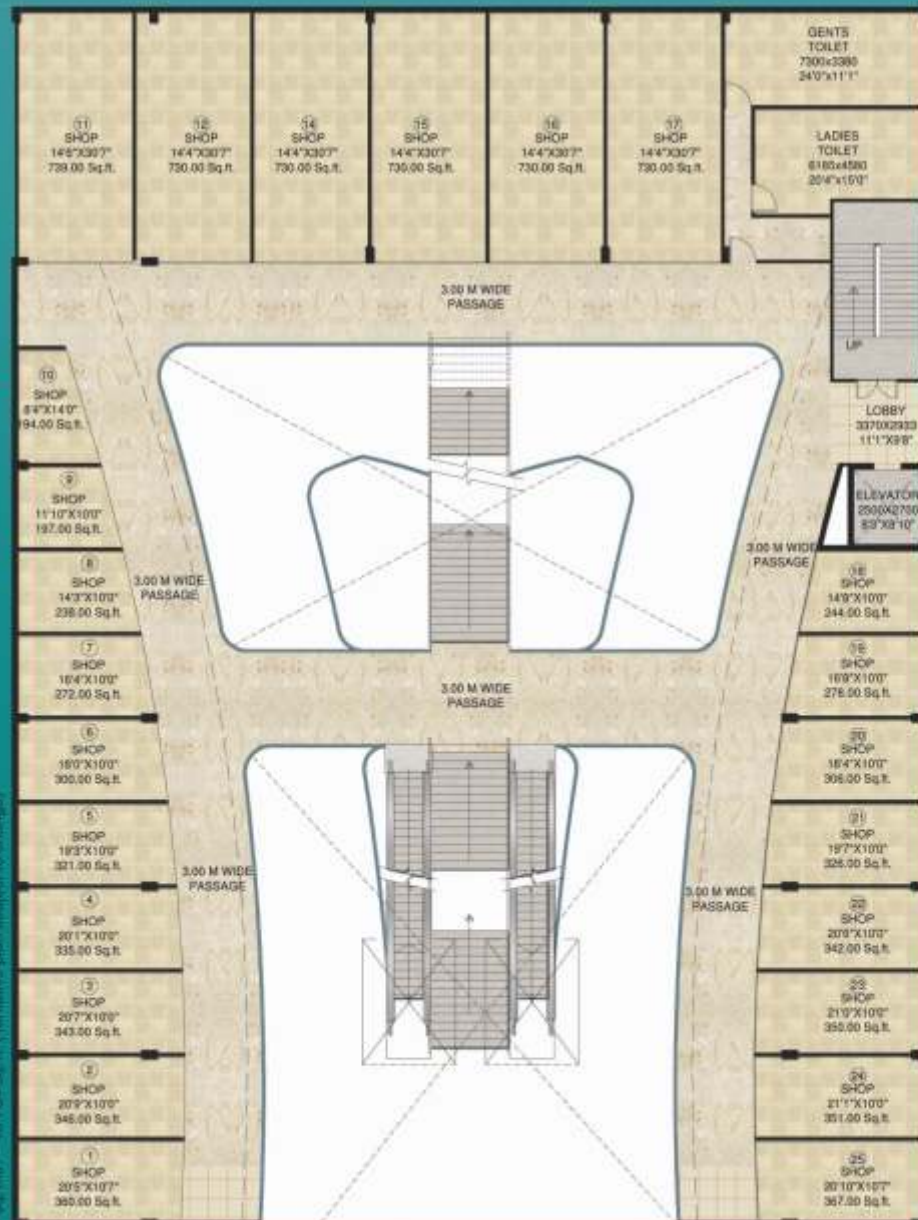 11
SHOP
14'6"X30'7"
739.00 Sq.ft.
12
SHOP
14'4"X30'7"
730.00 Sq.ft.
14
SHOP
14'4"X30'7"
730.00 Sq.ft.
15
SHOP
14'4"X30'7"
730.00 Sq.ft.
16
SHOP
14'4"X30'7"
730.00 Sq.ft.
17
SHOP
14'4"X30'7"
730.00 Sq.ft.
GENTS
TOILET
7300x3380
24'0"x11'1"
LADIES
TOILET
6180x4580
20'4"x15'0"
3.00 M WIDE
PASSAGE
UP
10
SHOP
8'4"X14'0"
194.00 Sq.ft.
LOBBY
3370X2933
11'1"X9'8"
9
SHOP
11'10"X10'0"
197.00 Sq.ft.
ELEVATOR
2500X2700
8'3"X8'10"
8
SHOP
14'3"X10'0"
238.00 Sq.ft.
3.00 M WIDE
PASSAGE
3.00 M WIDE
PASSAGE
18
SHOP
14'8"X10'0"
244.00 Sq.ft.
7
SHOP
16'4"X10'0"
272.00 Sq.ft.
3.00 M WIDE
PASSAGE
19
SHOP
16'8"X10'0"
278.00 Sq.ft.
6
SHOP
18'0"X10'0"
300.00 Sq.ft.
20
SHOP
18'4"X10'0"
306.00 Sq.ft.
5
SHOP
19'3"X10'0"
321.00 Sq.ft.
21
SHOP
19'7"X10'0"
326.00 Sq.ft.
3.00 M WIDE
PASSAGE
3.00 M WIDE
PASSAGE
4
SHOP
20'1"X10'0"
335.00 Sq.ft.
22
SHOP
20'6"X10'0"
342.00 Sq.ft.
3
SHOP
20'7"X10'0"
343.00 Sq.ft.
23
SHOP
21'0"X10'0"
350.00 Sq.ft.
2
SHOP
20'9"X10'0"
346.00 Sq.ft.
24
SHOP
21'1"X10'0"
351.00 Sq.ft.
1
SHOP
20'5"X10'7"
360.00 Sq.ft.
25
SHOP
20'10"X10'7"
367.00 Sq.ft.